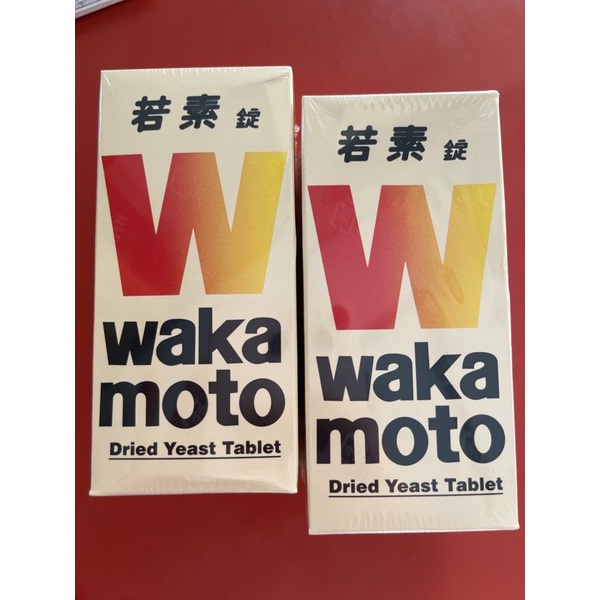 若素 錠
W
waka
moto
Dried Yeast Tablet
若素 錠
W
waka
moto
Dried Yeast Tablet